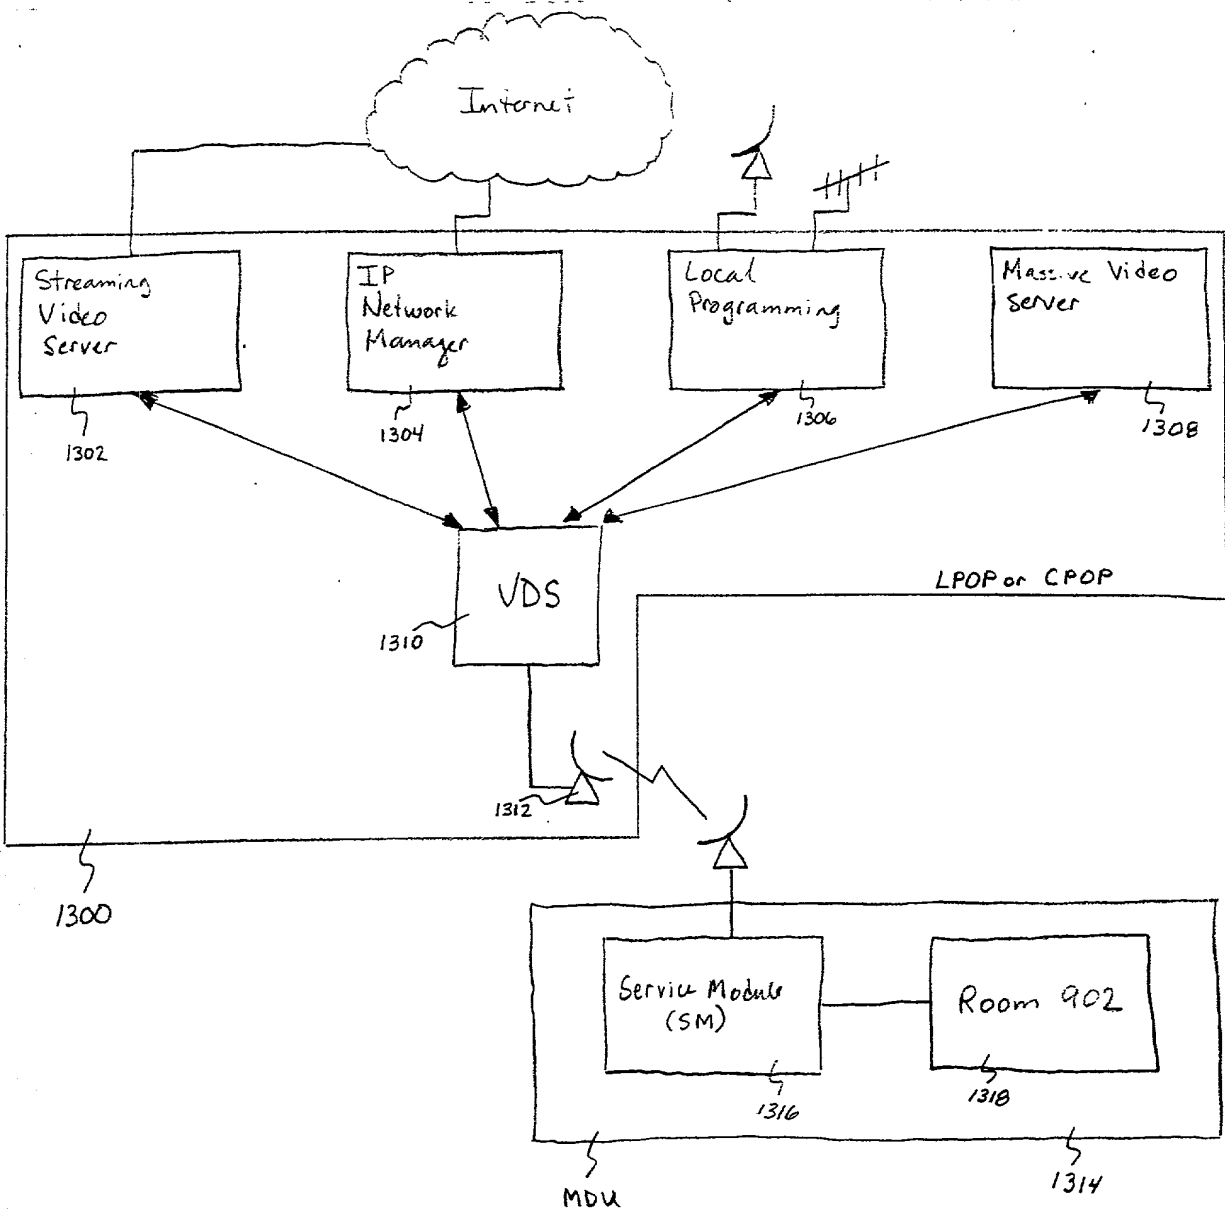 Internet
Streaming
Video
Server
IP
Network
Manager
Local
Programming
Massive Video
Server
1302
1304
1306
1308
VDS
1310
LPOP or CPOP
1312
1300
Service Module
(SM)
Room 902
1316
1318
MDU
1314